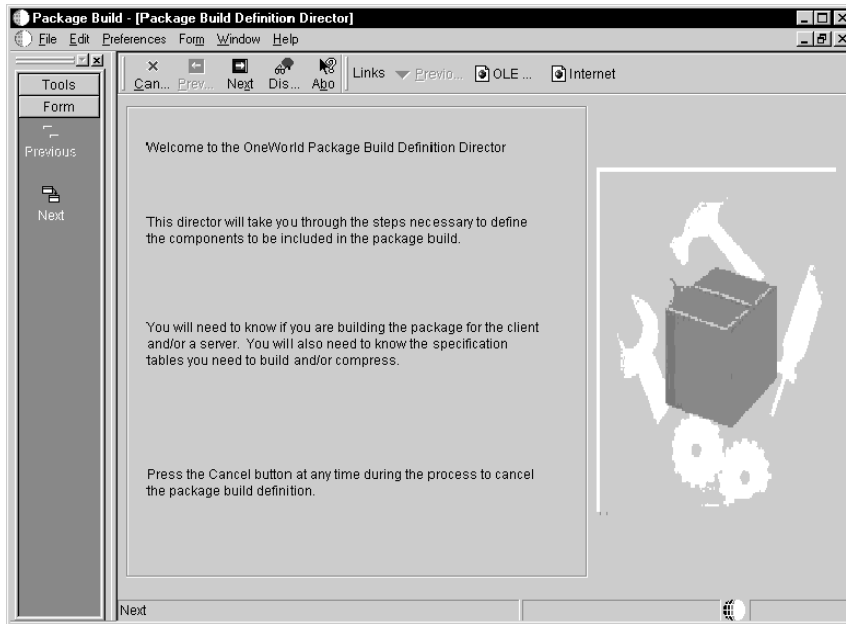 Package Build - [Package Build Definition Director]
File Edit Preferences Form Window Help
Can... Prev... Next Dis... Abo Links Previo... OLE ... Internet
Tools
Form
Previous
Next
Welcome to the OneWorld Package Build Definition Director
This director will take you through the steps necessary to define
the components to be included in the package build.
You will need to know if you are building the package for the client
and/or a server. You will also need to know the specification
tables you need to build and/or compress.
Press the Cancel button at any time during the process to cancel
the package build definition.
Next